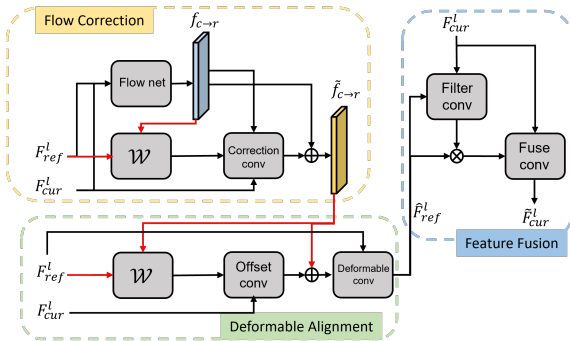 Flow Correction
f_{c→r}
F^l_{cur}
Flow net
f̃_{c→r}
Filter
conv
F^l_{ref}
𝒲
Correction
conv
Fuse
conv
F^l_{cur}
F̂^l_{ref}
F̃^l_{cur}
Feature Fusion
F^l_{ref}
𝒲
Offset
conv
Deformable
conv
F^l_{cur}
Deformable Alignment